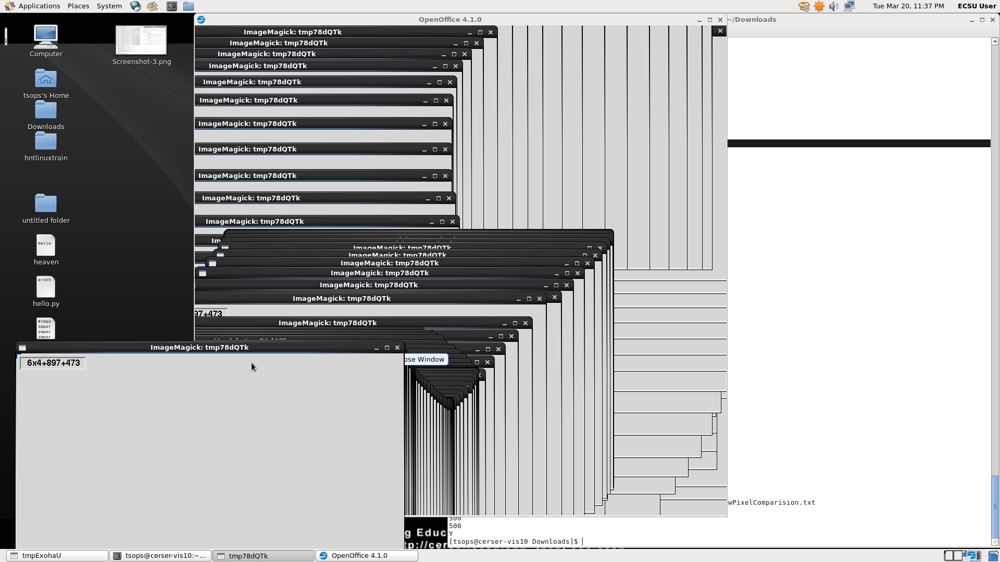 Applications Places System
Tue Mar 20, 11:37 PM ECSU User
OpenOffice 4.1.0
~/Downloads
Computer
Screenshot-3.png
tsops's Home
Downloads
hntlinuxtrain
untitled folder
hello
heaven
print
hello.py
#impo
impor
impor
impor
ImageMagick: tmp78dQTk
ImageMagick: tmp78dQTk
ImageMagick: tmp78dQTk
ImageMagick: tmp78dQTk
ImageMagick: tmp78dQTk
ImageMagick: tmp78dQTk
ImageMagick: tmp78dQTk
ImageMagick: tmp78dQTk
ImageMagick: tmp78dQTk
ImageMagick: tmp78dQTk
ImageMagick: tmp78dQTk
Im
ImageMagick: tmp78dQTk
ImageMagick: tmp78dQTk
ImageMagick: tmp78dQTk
ImageMagick: tmp78dQTk
ImageMagick: tmp78dQTk
ImageMagick: tmp78dQTk
97+473
ImageMagick: tmp78dQTk
ImageMagick: tmp78dQTk
6x4+897+473
ose Window
wPixelComparision.txt
500
500
Y
[tsops@cerser-vis10 Downloads]$
g Educ
tp://cer
tmpExohaU
tsops@cerser-vis10:~...
tmp78dQTk
OpenOffice 4.1.0